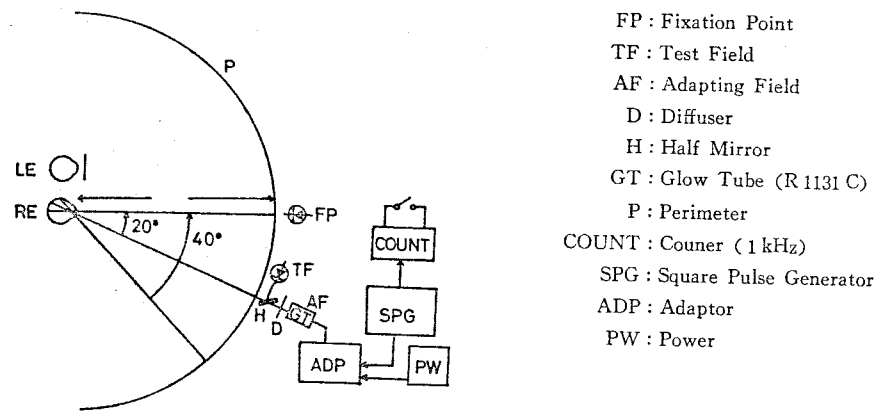 P
LE
RE
20°
40°
FP
TF
AF
H
D
GT
COUNT
SPG
ADP
PW
FP : Fixation Point
TF : Test Field
AF : Adapting Field
D : Diffuser
H : Half Mirror
GT : Glow Tube (R 1131 C)
P : Perimeter
COUNT : Couner (1 kHz)
SPG : Square Pulse Generator
ADP : Adaptor
PW : Power